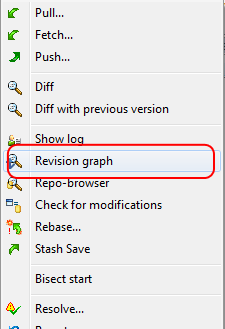 Pull...
Fetch...
Push...
Diff
Diff with previous version
Show log
Revision graph
Repo-browser
Check for modifications
Rebase...
Stash Save
Bisect start
Resolve...